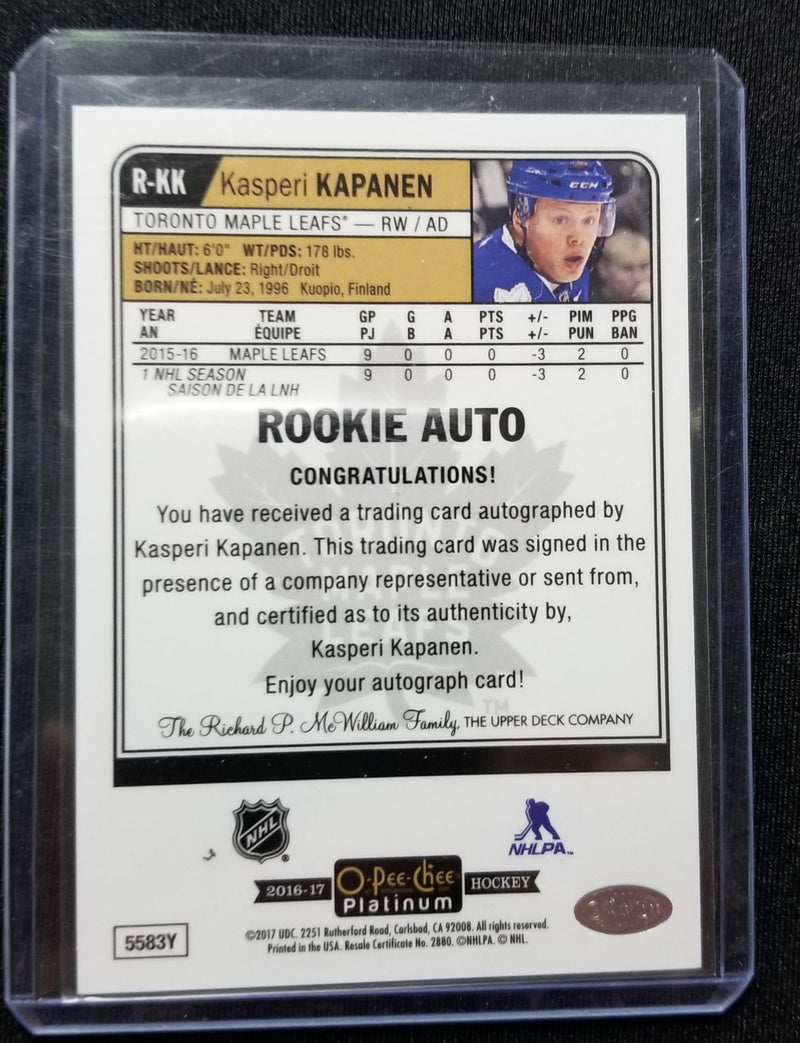 R-KK Kasperi KAPANEN
CCM
TORONTO MAPLE LEAFS® — RW / AD
HT/HAUT: 6'0" WT/PDS: 178 lbs.
SHOOTS/LANCE: Right/Droit
BORN/NÉ: July 23, 1996 Kuopio, Finland
YEAR TEAM GP G A PTS +/- PIM PPG
AN ÉQUIPE PJ B A PTS +/- PUN BAN
2015-16 MAPLE LEAFS 9 0 0 0 -3 2 0
1 NHL SEASON 9 0 0 0 -3 2 0
SAISON DE LA LNH
ROOKIE AUTO
CONGRATULATIONS!
You have received a trading card autographed by
Kasperi Kapanen. This trading card was signed in the
presence of a company representative or sent from,
and certified as to its authenticity by,
Kasperi Kapanen.
Enjoy your autograph card!
TORONTO
MAPLE
LEAFS
TM
The Richard P. McWilliam Family, THE UPPER DECK COMPANY
NHL ®
NHLPA™
2016-17 O-Pee-Chee HOCKEY
Platinum
5583Y
©2017 UDC. 2251 Rutherford Road, Carlsbad, CA 92008. All rights reserved.
Printed in the USA. Resale Certificate No. 2880. ©NHLPA. © NHL.